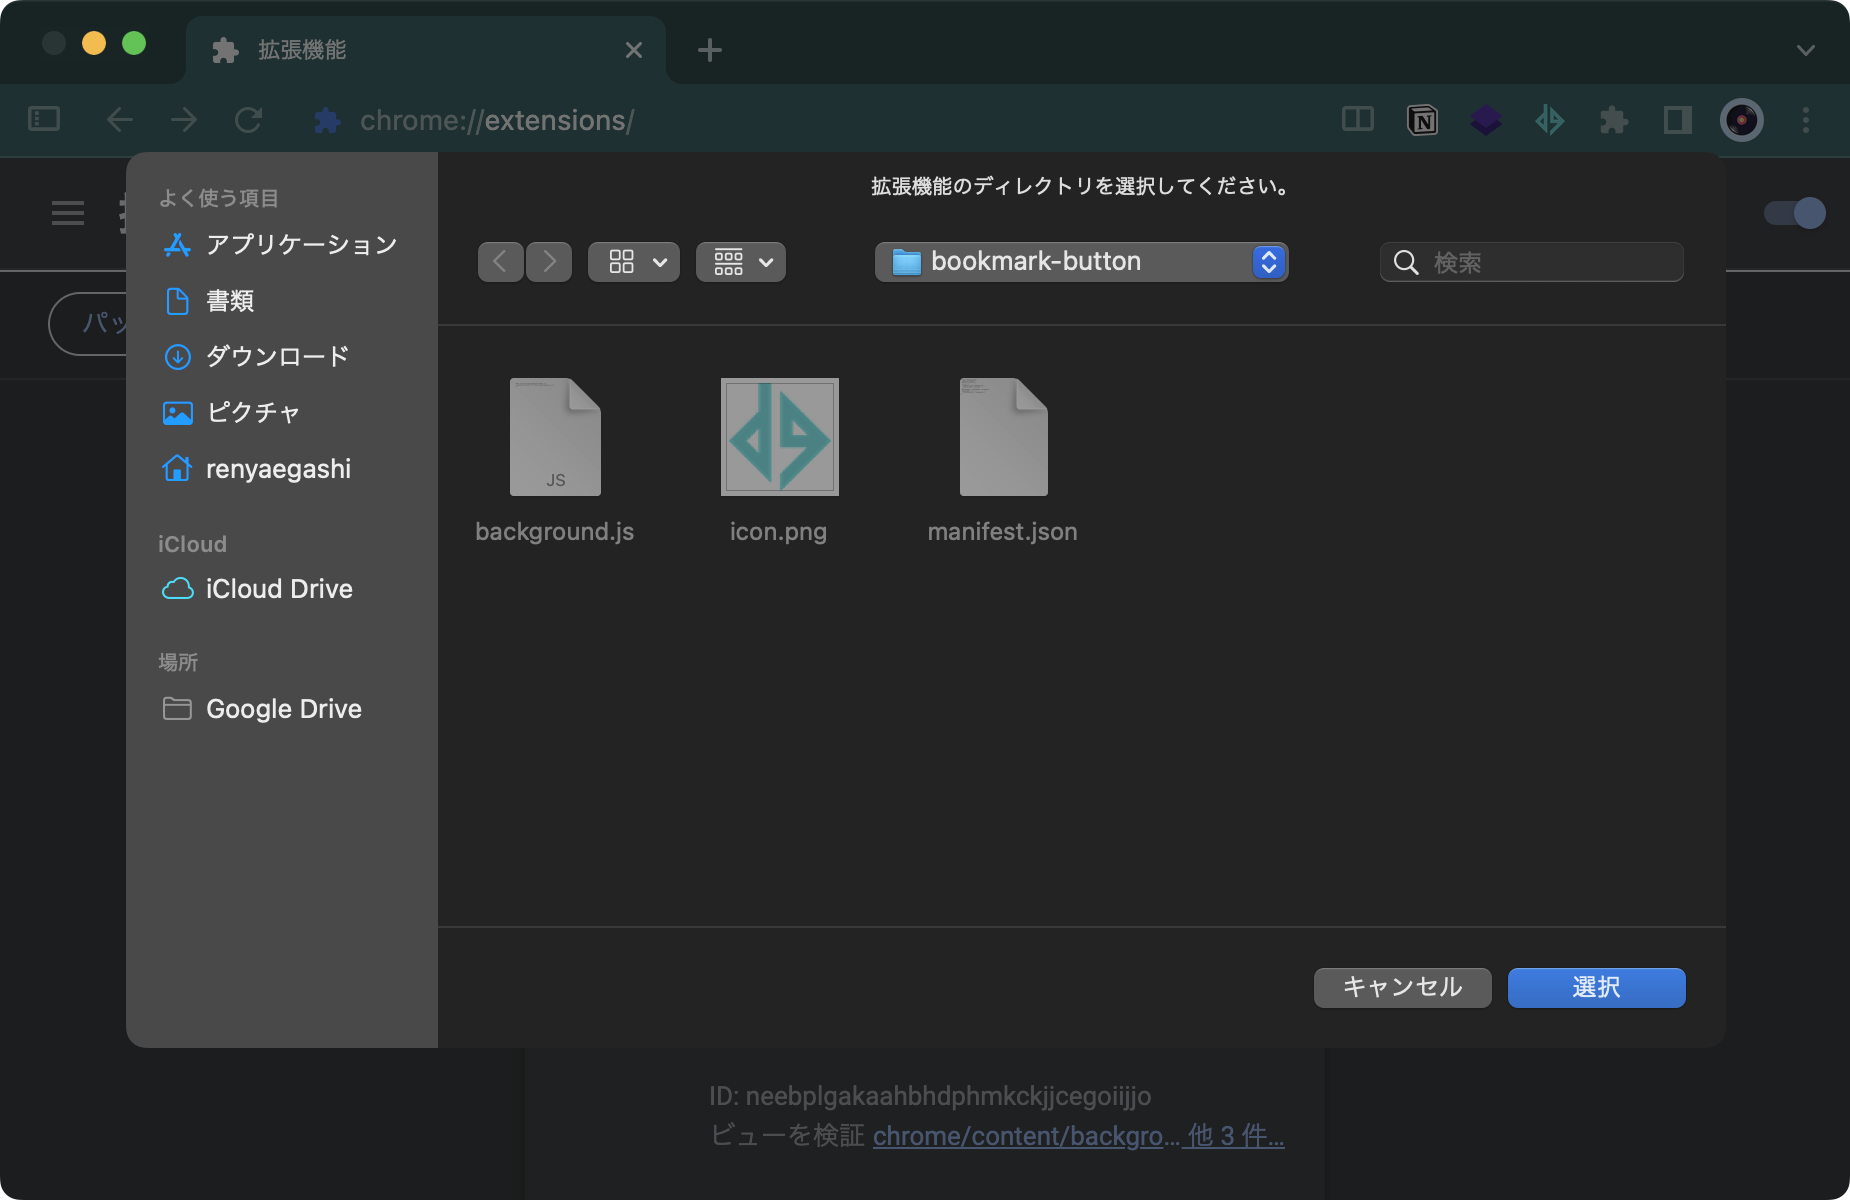 拡張機能
chrome://extensions/
拡張機能のディレクトリを選択してください。
よく使う項目
アプリケーション
書類
ダウンロード
ピクチャ
renyaegashi
iCloud
iCloud Drive
場所
Google Drive
bookmark-button
検索
パッ
JS
background.js
icon.png
manifest.json
キャンセル
選択
ID: neebplgakaahbhdphmkckjjcegoiijjo
ビューを検証 chrome/content/backgro... 他 3 件...